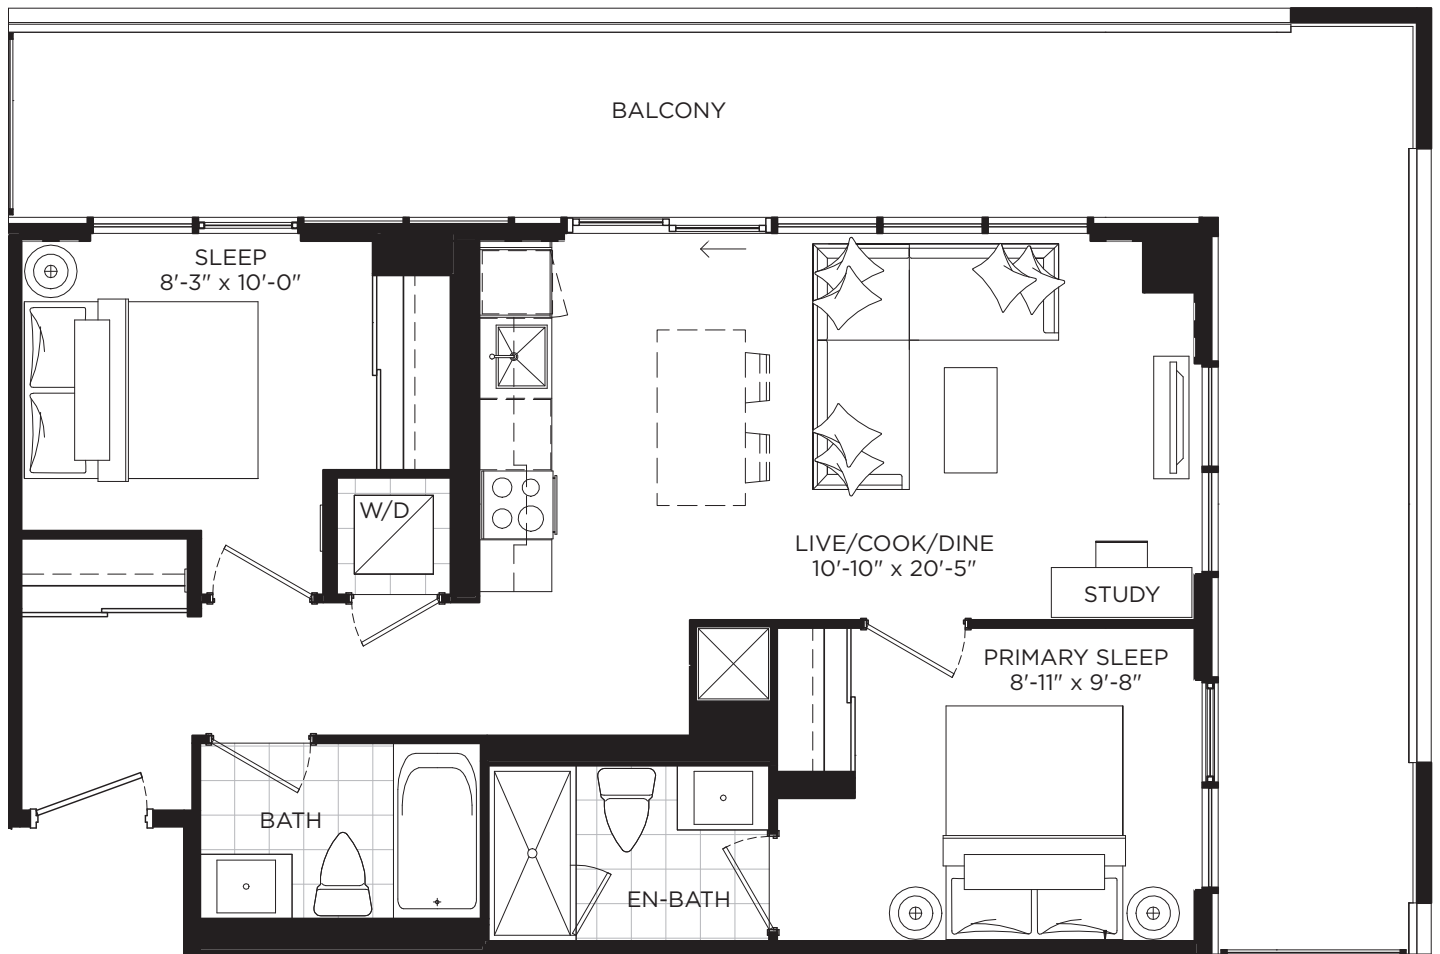 BALCONY
SLEEP
8'-3" x 10'-0"
W/D
LIVE/COOK/DINE
10'-10" x 20'-5"
STUDY
PRIMARY SLEEP
8'-11" x 9'-8"
BATH
EN-BATH